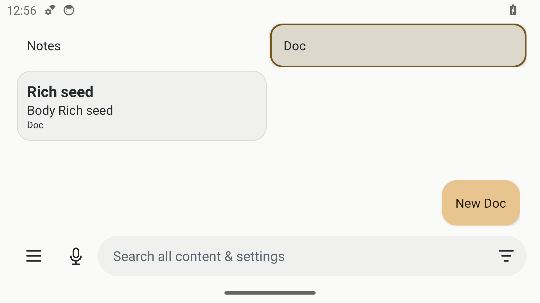 12:56
Notes
Doc
Rich seed
Body Rich seed
Doc
New Doc
Search all content & settings